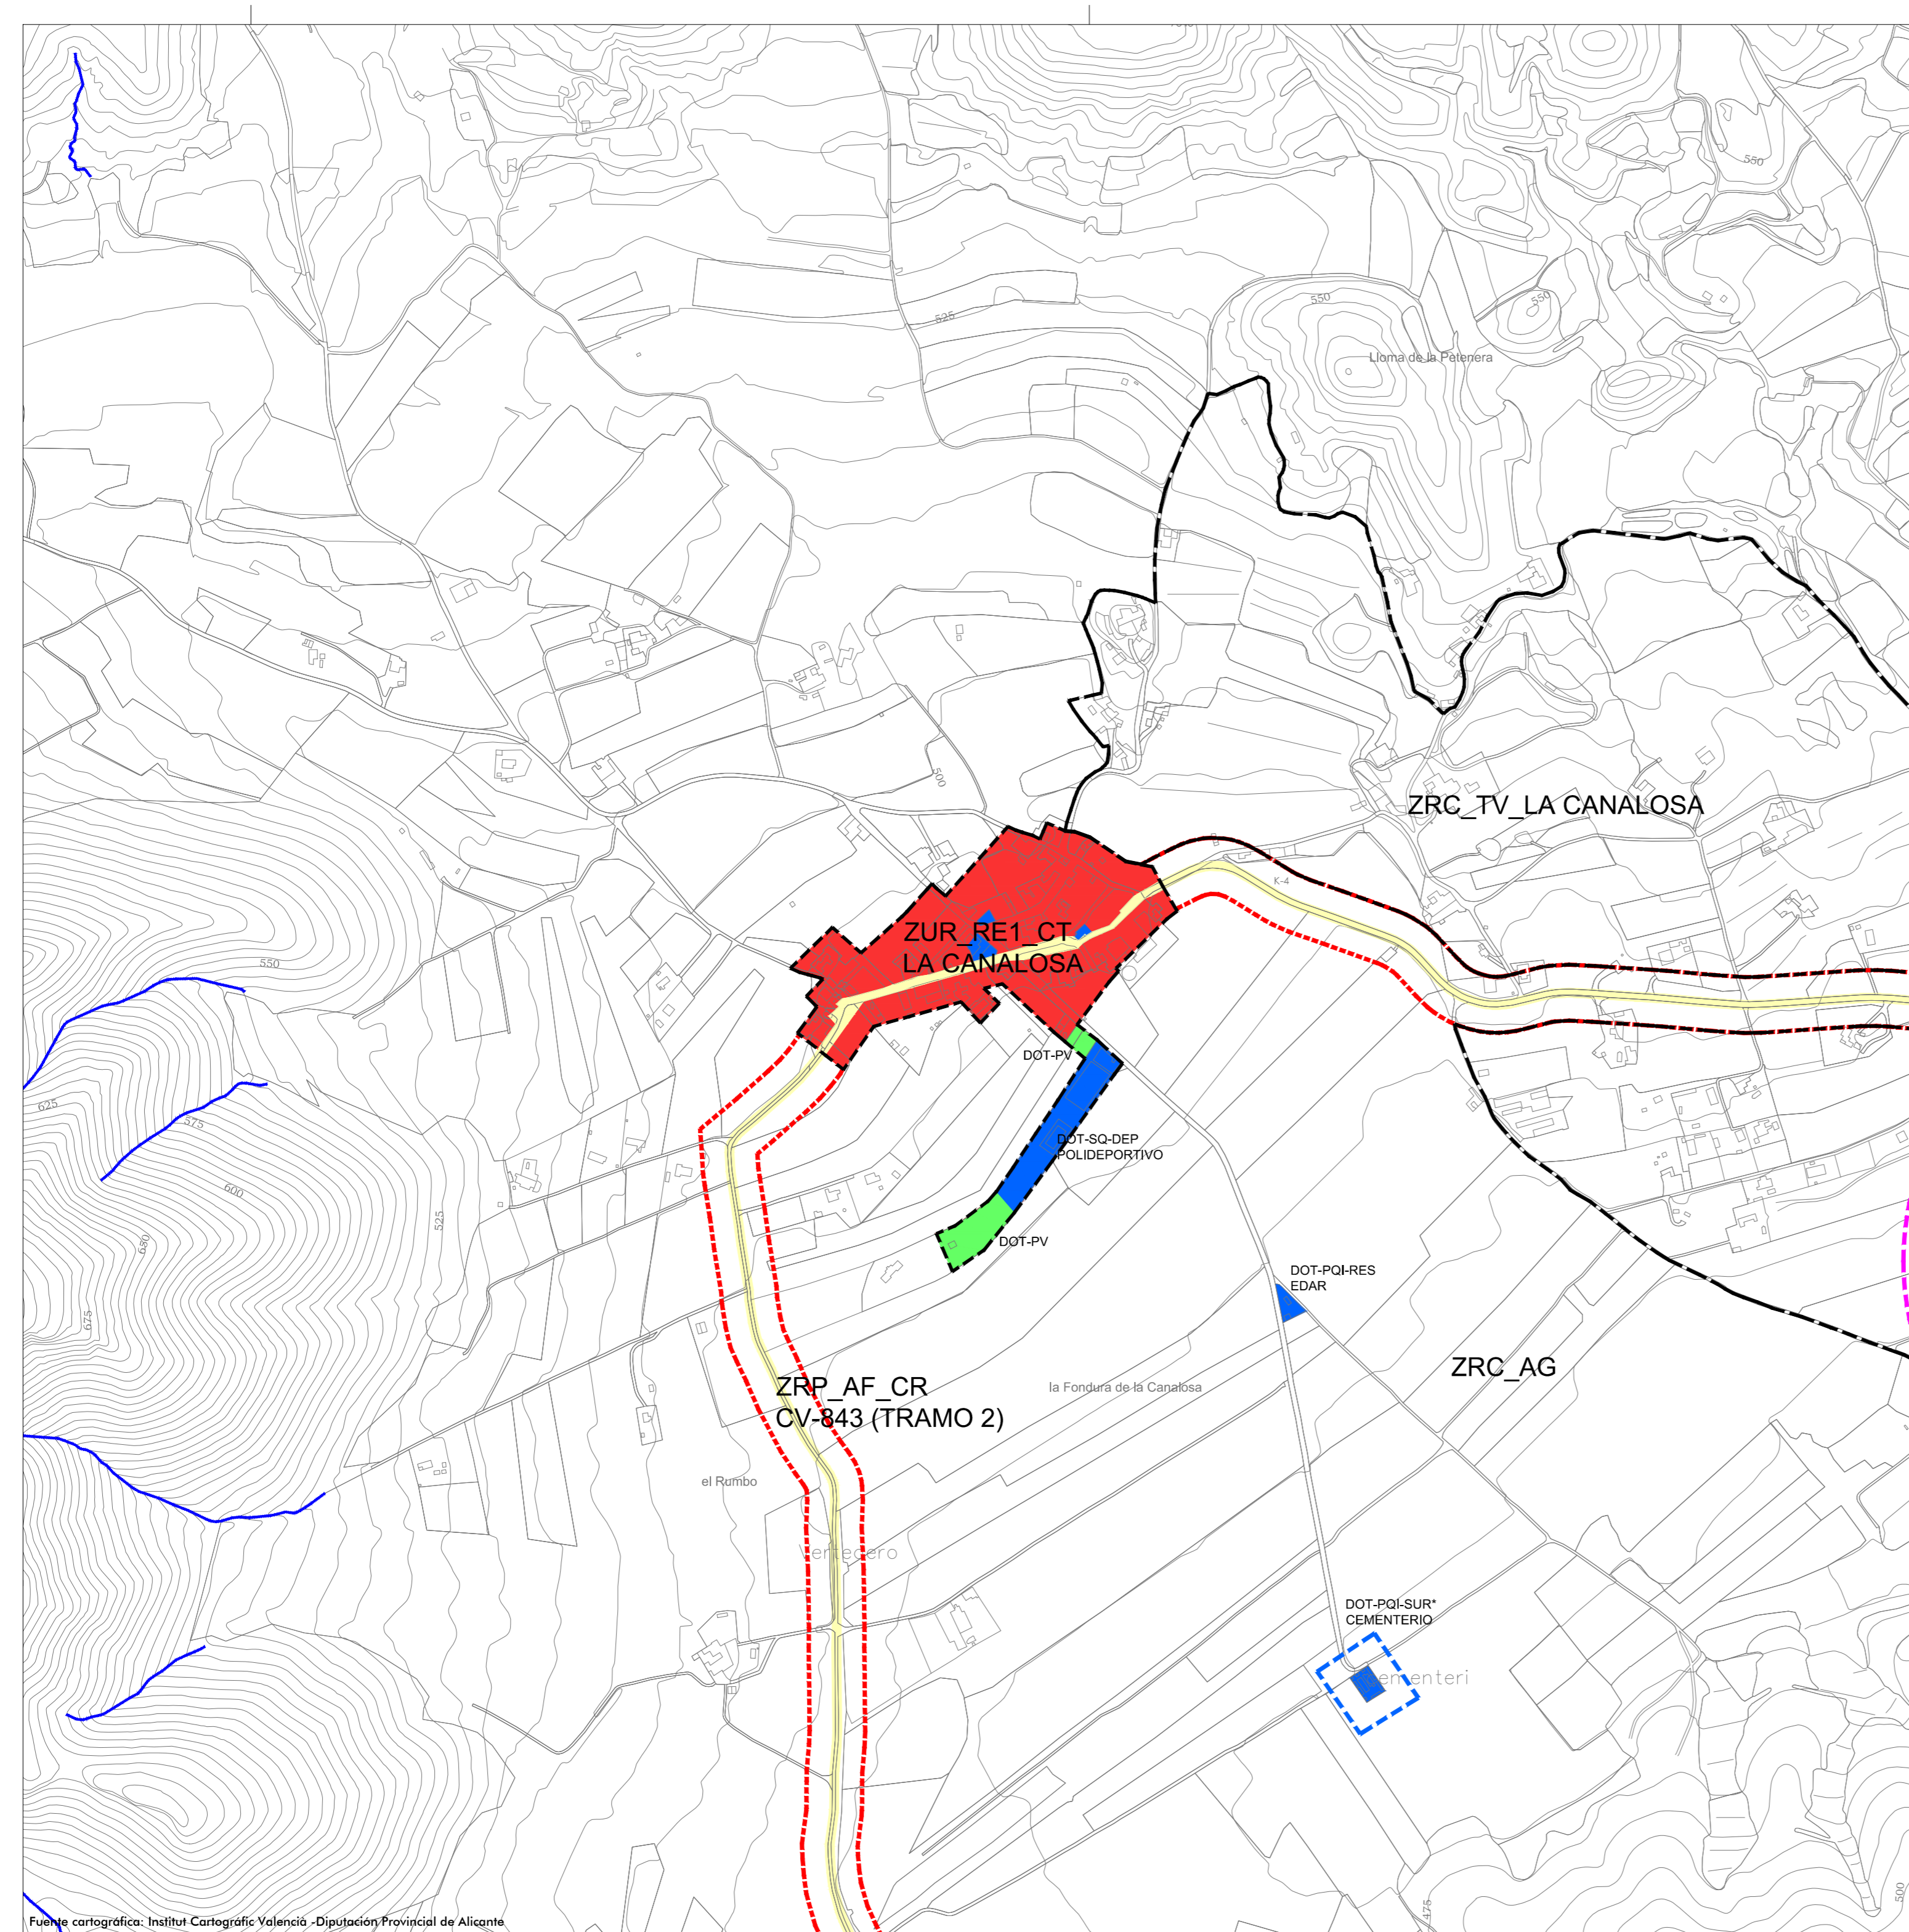 550
550
550
525
Lloma de la Petenera
500
ZRC_TV_LA CANALOSA
K-4
ZUR_RE1_CT
LA CANALOSA
550
DOT-PV
625
575
DOT-SQ-DEP
POLIDEPORTIVO
600
525
650
DOT-PV
DOT-PQI-RES
EDAR
675
ZRC_AG
ZRP_AF_CR
CV-843 (TRAMO 2)
la Fondura de la Canalosa
el Rumbo
Vertedero
DOT-PQI-SUR*
CEMENTERIO
Cementeri
475
500
Fuente cartográfica: Institut Cartogràfic Valencià -Diputación Provincial de Alicante